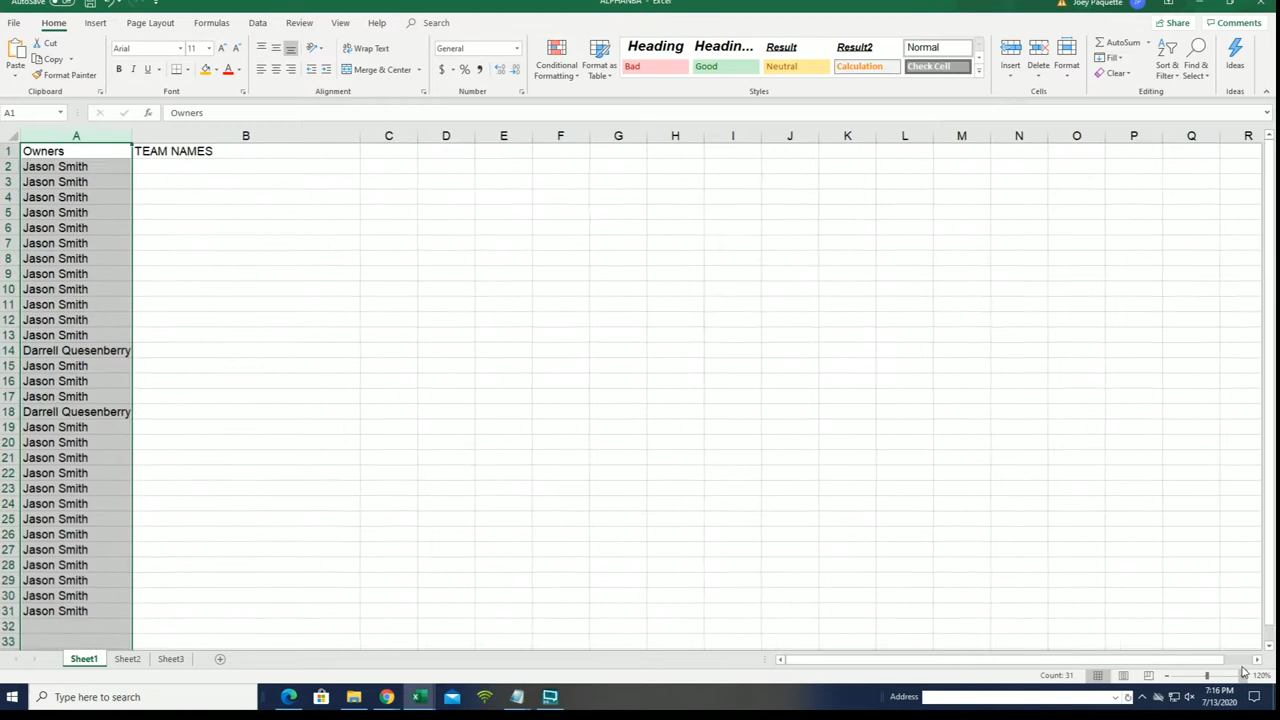 AutoSave Off ALPHANBA - Excel Joey Paquette JP
File Home Insert Page Layout Formulas Data Review View Help Search Share Comments
Paste Cut Copy Format Painter Clipboard
Arial 11 A A B I U A Font
Wrap Text Merge & Center Alignment
General $ % Number
Conditional Formatting Format as Table
Heading Headin... Result Result2 Normal
Bad Good Neutral Calculation Check Cell
Styles
Insert Delete Format Cells
AutoSum Fill Clear Sort & Filter Find & Select Editing
Ideas Ideas
A1 fx Owners
A B C D E F G H I J K L M N O P Q R
1 Owners TEAM NAMES
2 Jason Smith
3 Jason Smith
4 Jason Smith
5 Jason Smith
6 Jason Smith
7 Jason Smith
8 Jason Smith
9 Jason Smith
10 Jason Smith
11 Jason Smith
12 Jason Smith
13 Jason Smith
14 Darrell Quesenberry
15 Jason Smith
16 Jason Smith
17 Jason Smith
18 Darrell Quesenberry
19 Jason Smith
20 Jason Smith
21 Jason Smith
22 Jason Smith
23 Jason Smith
24 Jason Smith
25 Jason Smith
26 Jason Smith
27 Jason Smith
28 Jason Smith
29 Jason Smith
30 Jason Smith
31 Jason Smith
32
33
Sheet1 Sheet2 Sheet3
Count: 31 120%
Type here to search Address 7:16 PM
7/13/2020